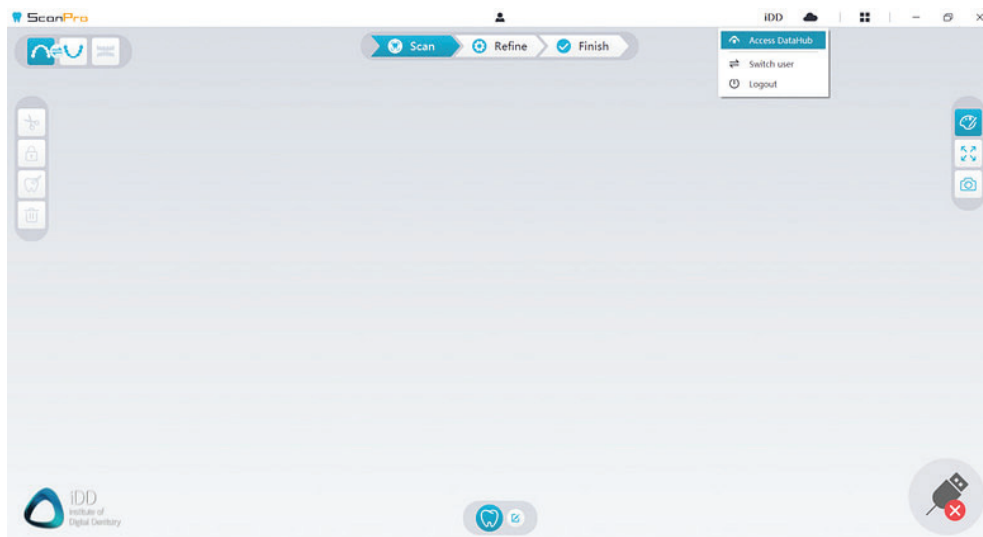 ScanPro
iDD
Scan
Refine
Finish
Access DataHub
Switch user
Logout
iDD
Institute of
Digital Dentistry